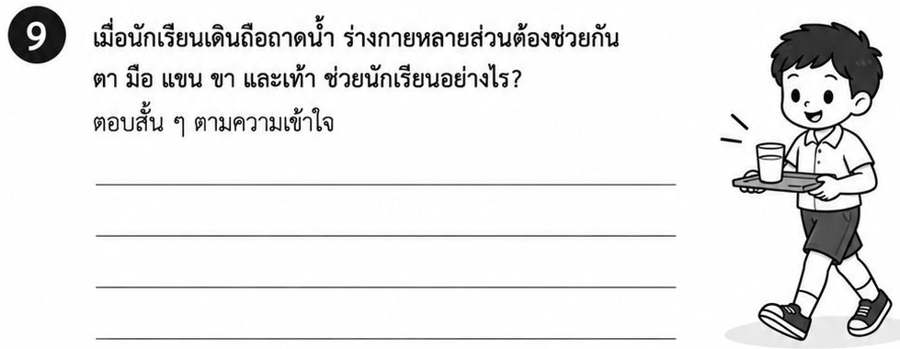 9
เมื่อนักเรียนเดินถือถาดน้ำ ร่างกายหลายส่วนต้องช่วยกัน
ตา มือ แขน ขา และเท้า ช่วยนักเรียนอย่างไร?
ตอบสั้น ๆ ตามความเข้าใจ